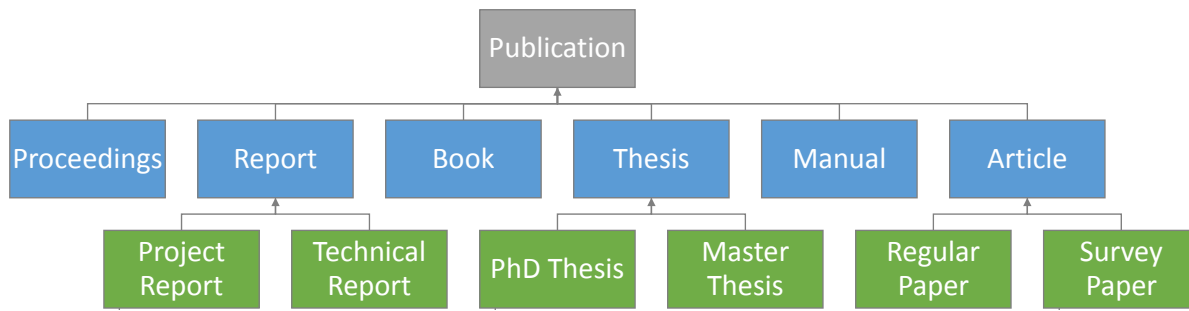 Publication
Proceedings
Report
Book
Thesis
Manual
Article
Project
Report
Technical
Report
PhD Thesis
Master
Thesis
Regular
Paper
Survey
Paper